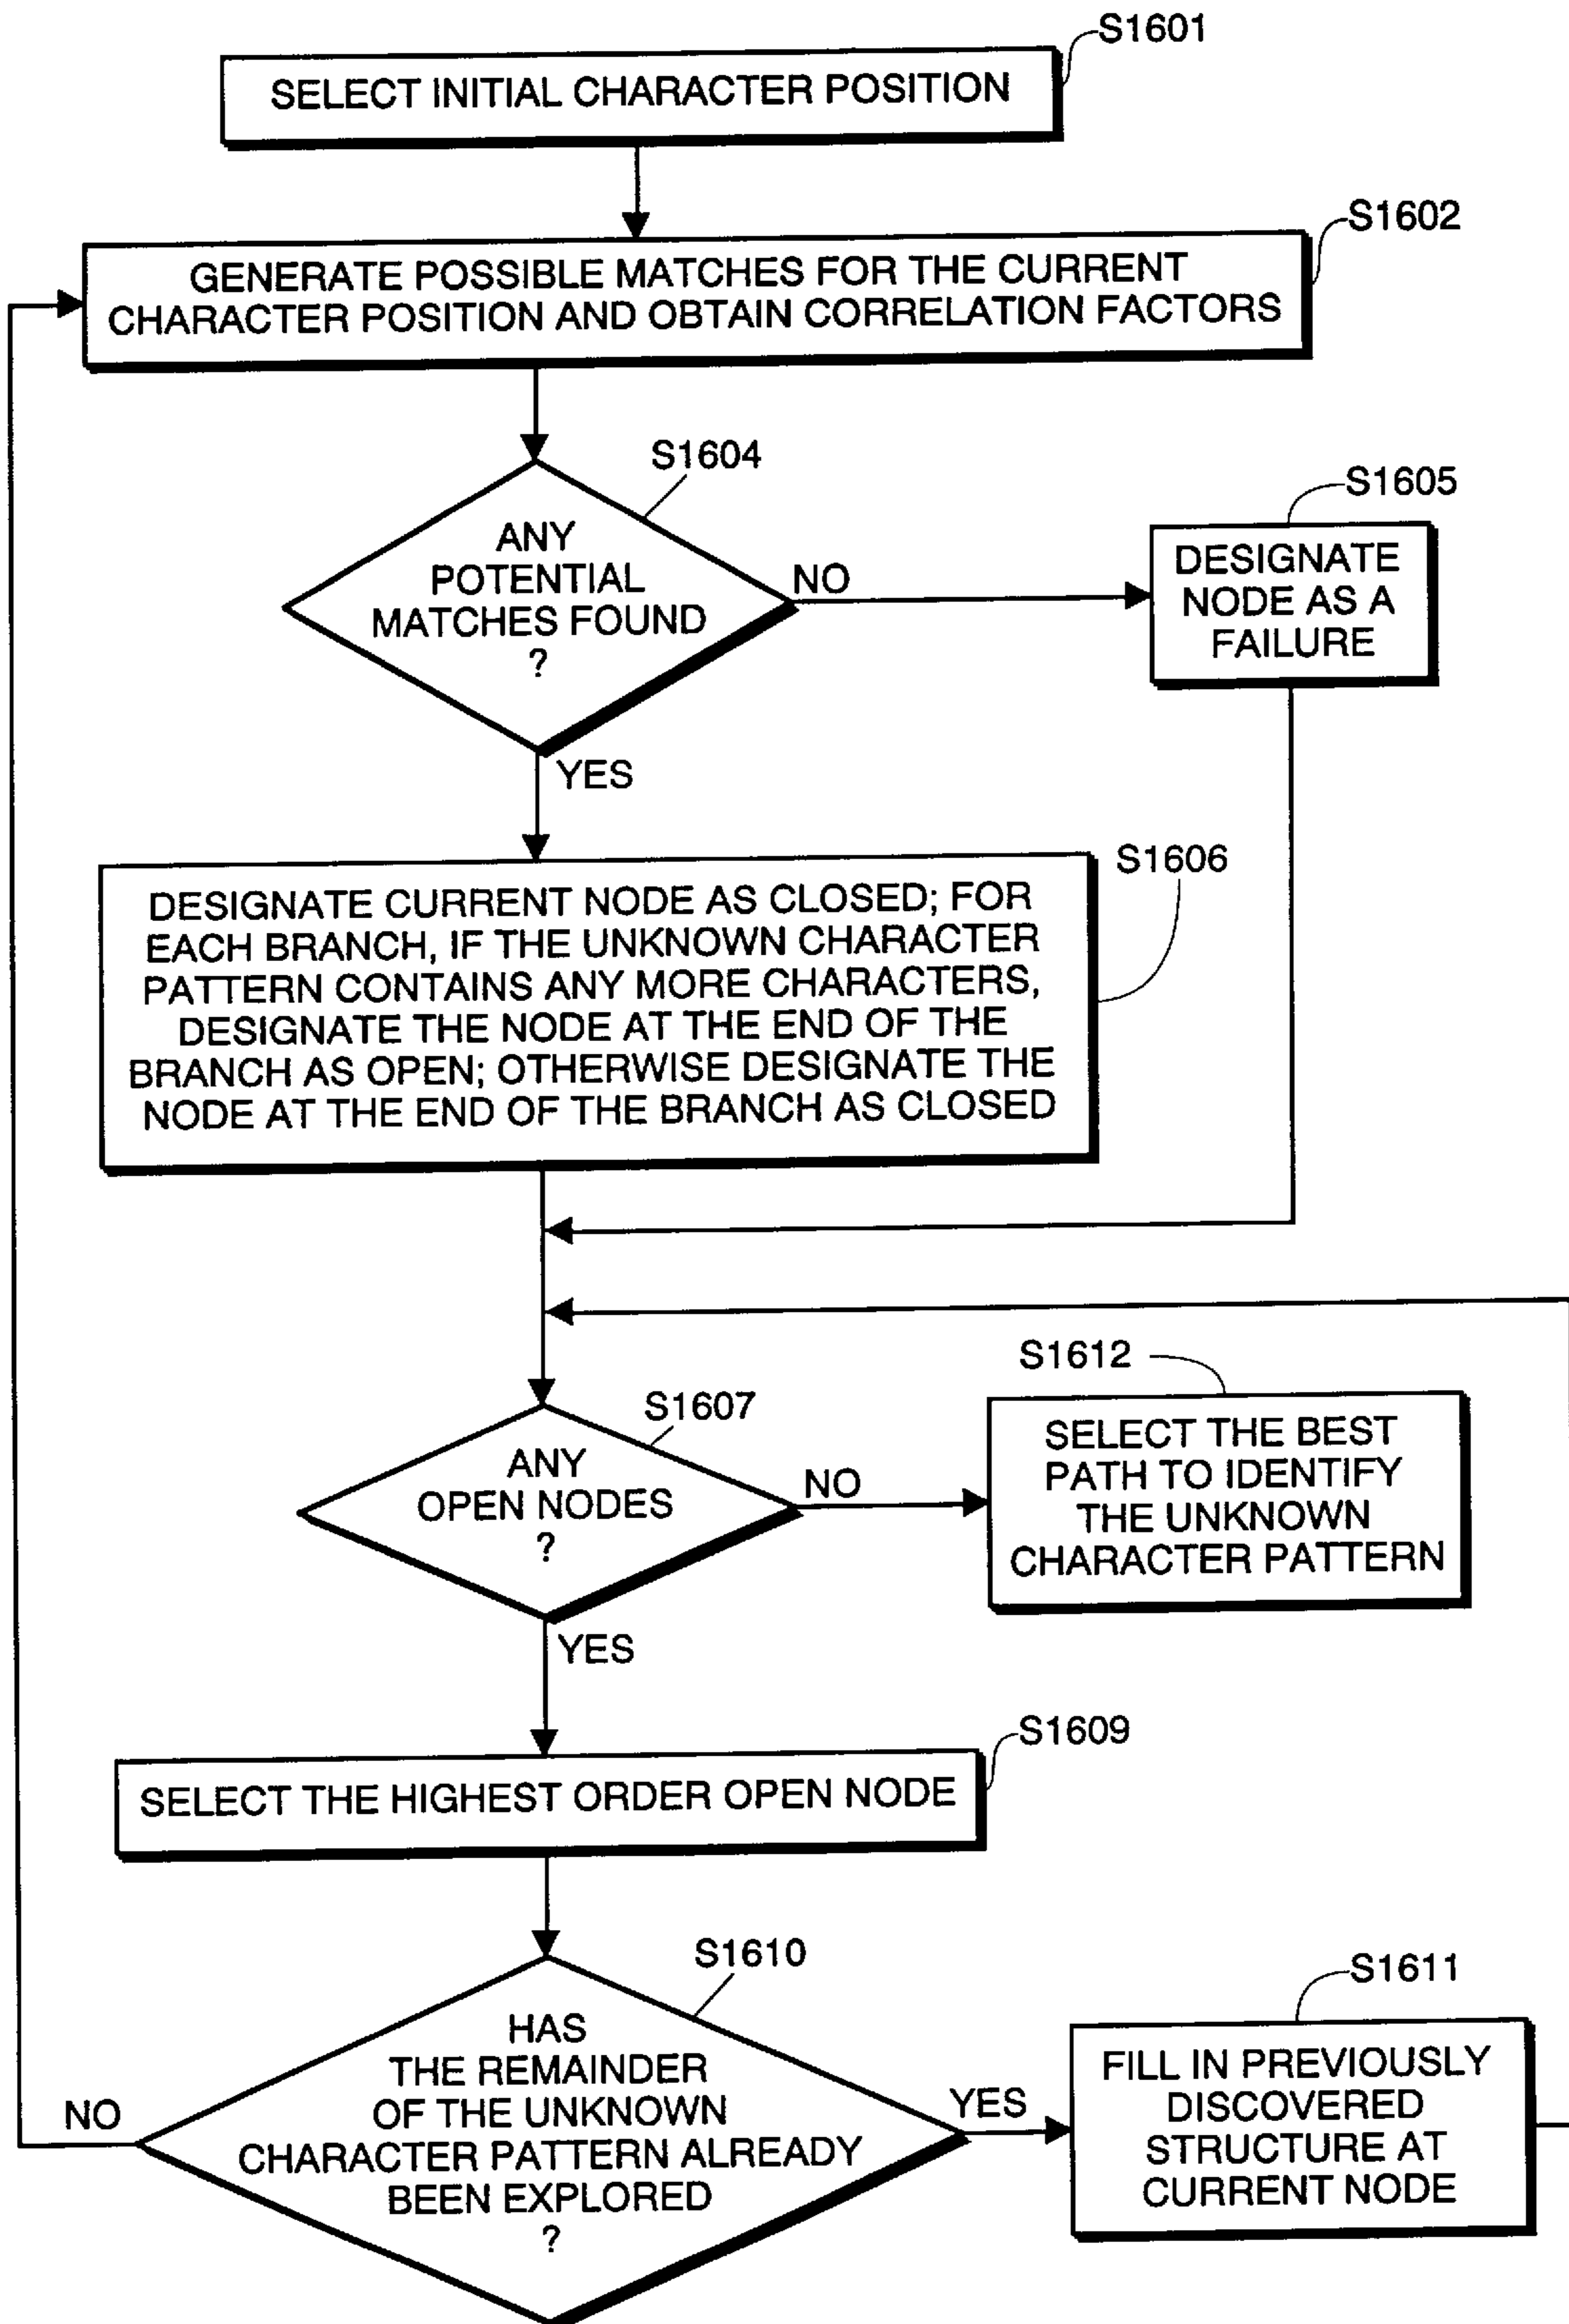 S1601
SELECT INITIAL CHARACTER POSITION
S1602
GENERATE POSSIBLE MATCHES FOR THE CURRENT
CHARACTER POSITION AND OBTAIN CORRELATION FACTORS
S1604
ANY
POTENTIAL
MATCHES FOUND
?
NO
S1605
DESIGNATE
NODE AS A
FAILURE
YES
S1606
DESIGNATE CURRENT NODE AS CLOSED; FOR
EACH BRANCH, IF THE UNKNOWN CHARACTER
PATTERN CONTAINS ANY MORE CHARACTERS,
DESIGNATE THE NODE AT THE END OF THE
BRANCH AS OPEN; OTHERWISE DESIGNATE THE
NODE AT THE END OF THE BRANCH AS CLOSED
S1607
ANY
OPEN NODES
?
NO
S1612
SELECT THE BEST
PATH TO IDENTIFY
THE UNKNOWN
CHARACTER PATTERN
YES
S1609
SELECT THE HIGHEST ORDER OPEN NODE
S1610
HAS
THE REMAINDER
OF THE UNKNOWN
CHARACTER PATTERN ALREADY
BEEN EXPLORED
?
NO
YES
S1611
FILL IN PREVIOUSLY
DISCOVERED
STRUCTURE AT
CURRENT NODE